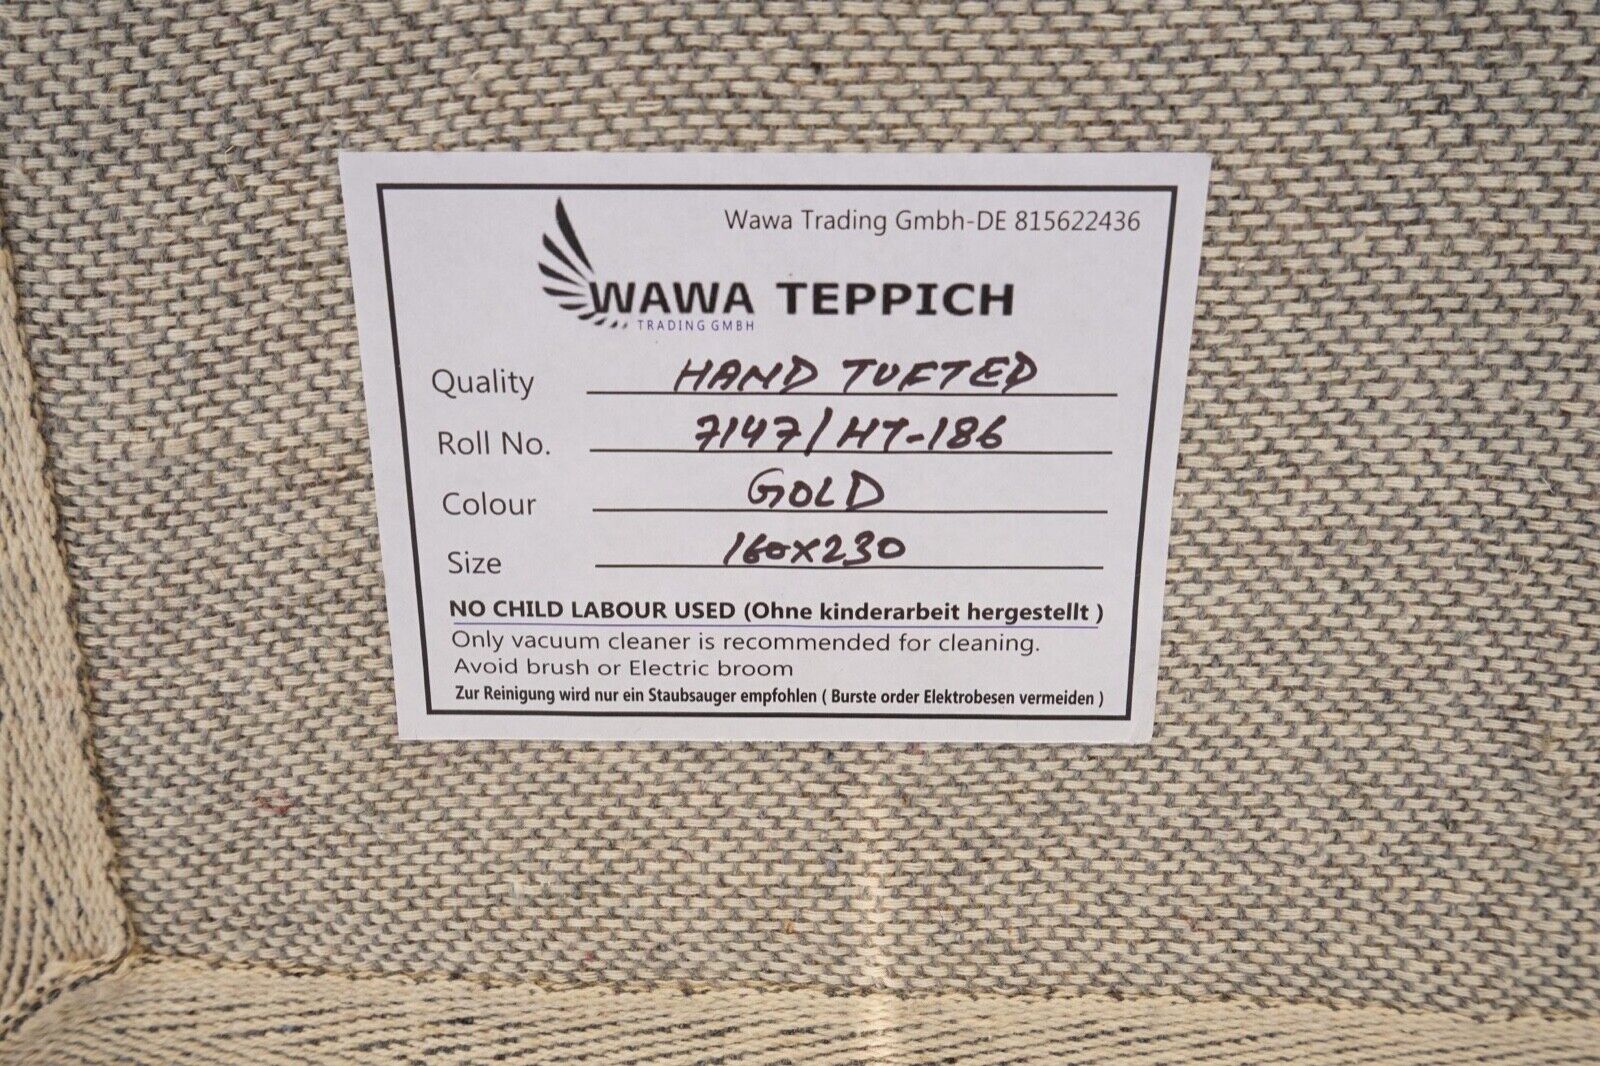 Wawa Trading Gmbh-DE 815622436
WAWA TEPPICH
TRADING GMBH
Quality HAND TUFTED
Roll No. 7147/HT-186
Colour GOLD
Size 160X230
NO CHILD LABOUR USED (Ohne kinderarbeit hergestellt )
Only vacuum cleaner is recommended for cleaning.
Avoid brush or Electric broom
Zur Reinigung wird nur ein Staubsauger empfohlen ( Burste order Elektrobesen vermeiden )